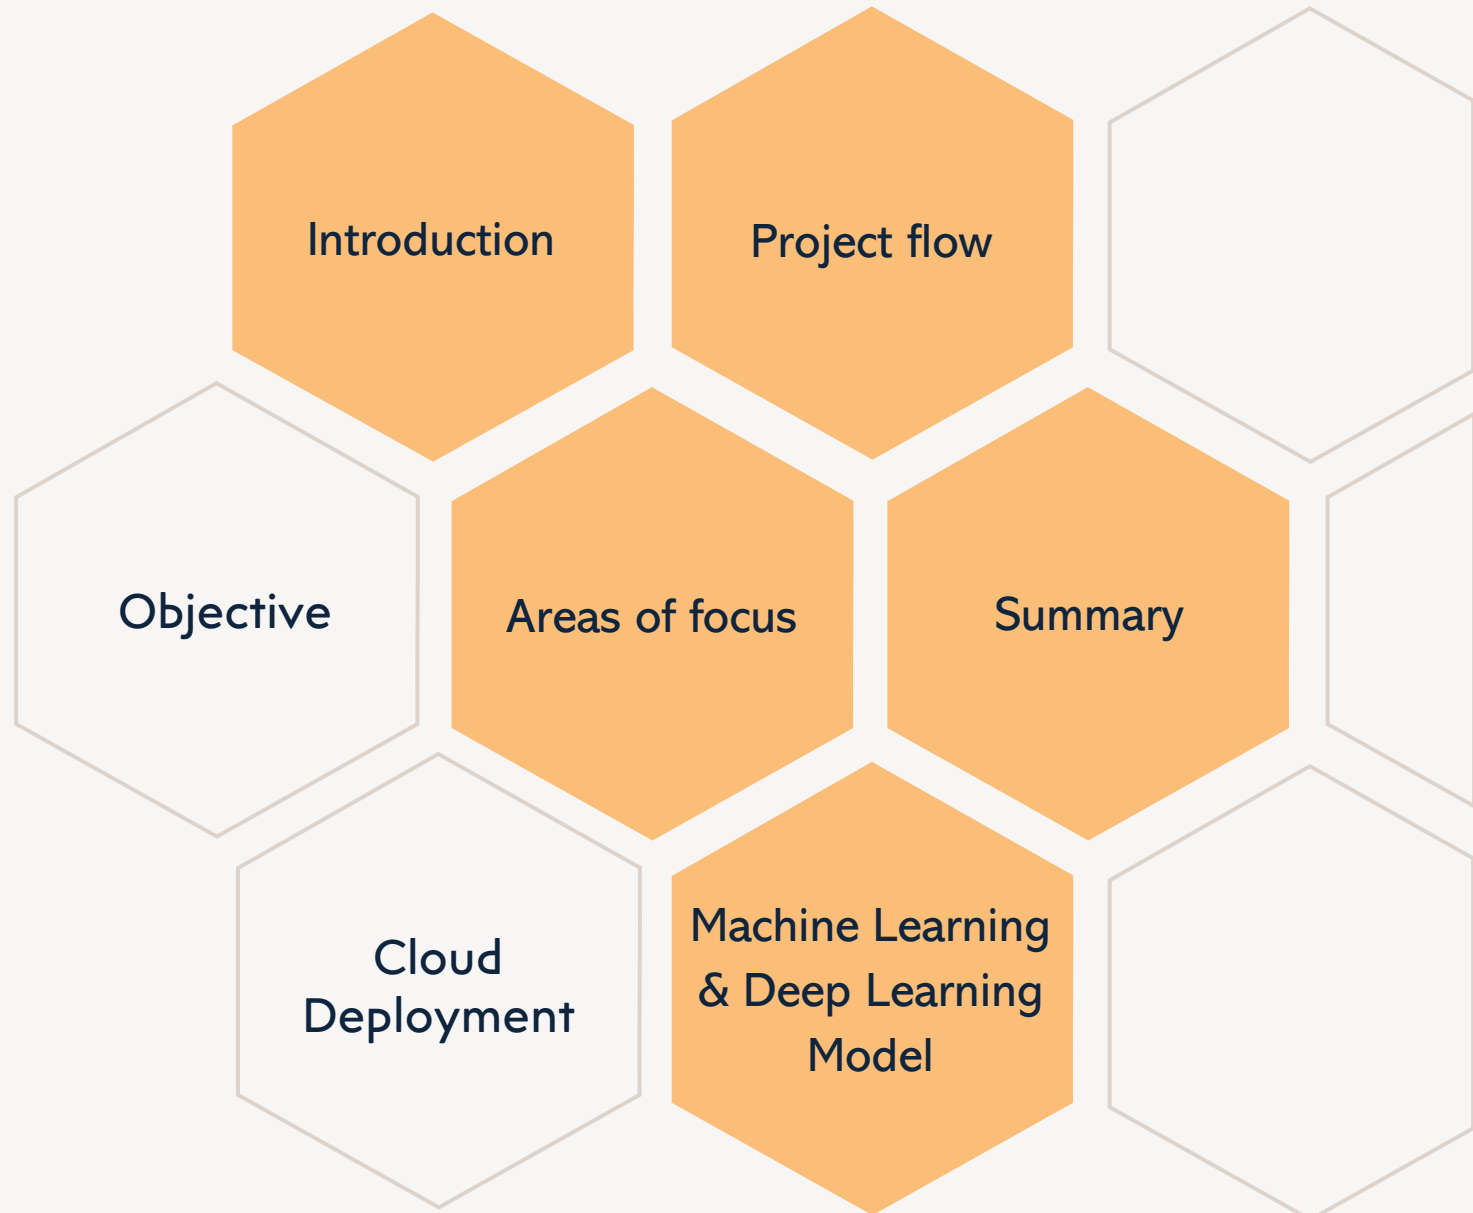 Introduction
Project flow
Objective
Areas of focus
Summary
Cloud
Deployment
Machine Learning
& Deep Learning
Model